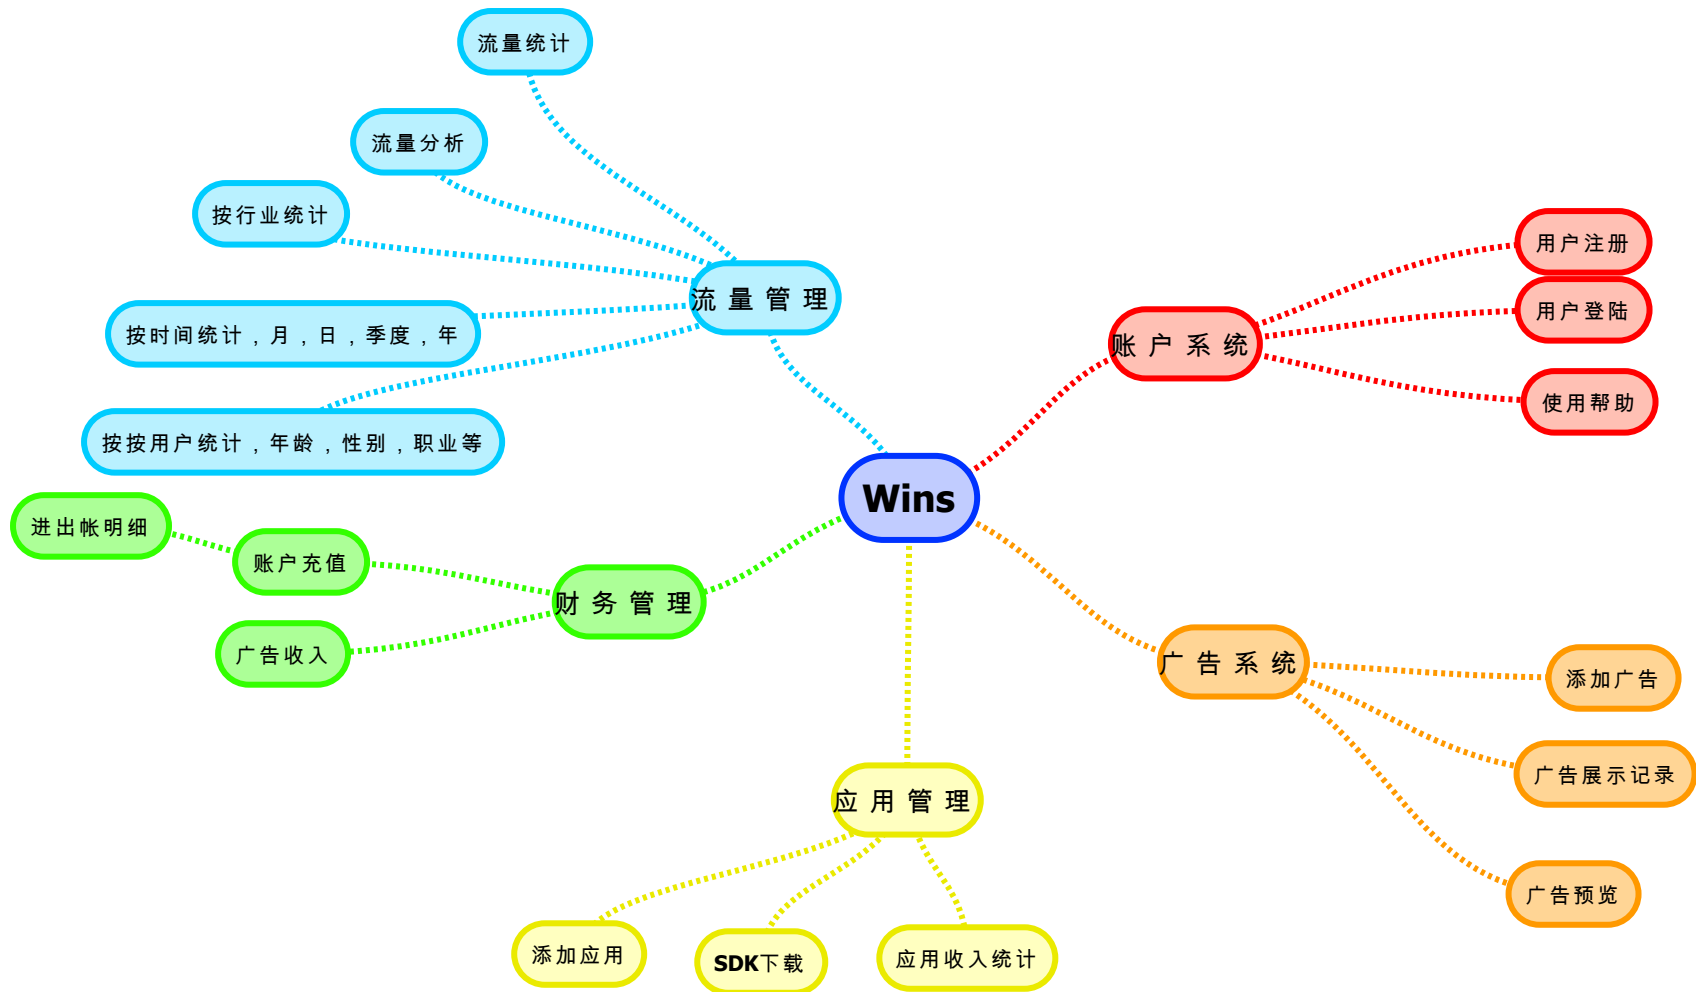 流量统计
流量分析
按行业统计
流量管理
按时间统计，月，日，季度，年
按按用户统计，年龄，性别，职业等
用户注册
用户登陆
账户系统
使用帮助
Wins
进出帐明细
账户充值
财务管理
广告收入
广告系统
添加广告
广告展示记录
广告预览
应用管理
添加应用
SDK下载
应用收入统计